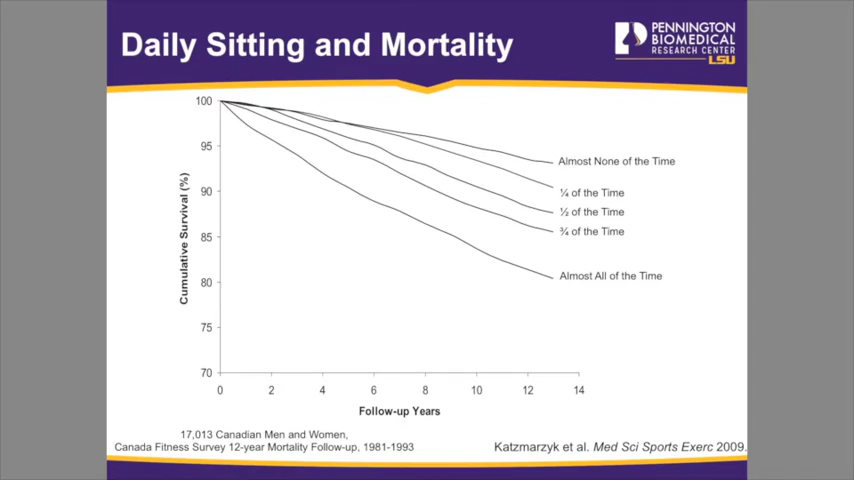 Daily Sitting and Mortality
PENNINGTON
BIOMEDICAL
RESEARCH CENTER
LSU
100
95
90
85
80
75
70
Cumulative Survival (%)
Almost None of the Time
¼ of the Time
½ of the Time
¾ of the Time
Almost All of the Time
0 2 4 6 8 10 12 14
Follow-up Years
17,013 Canadian Men and Women,
Canada Fitness Survey 12-year Mortality Follow-up, 1981-1993
Katzmarzyk et al. Med Sci Sports Exerc 2009.